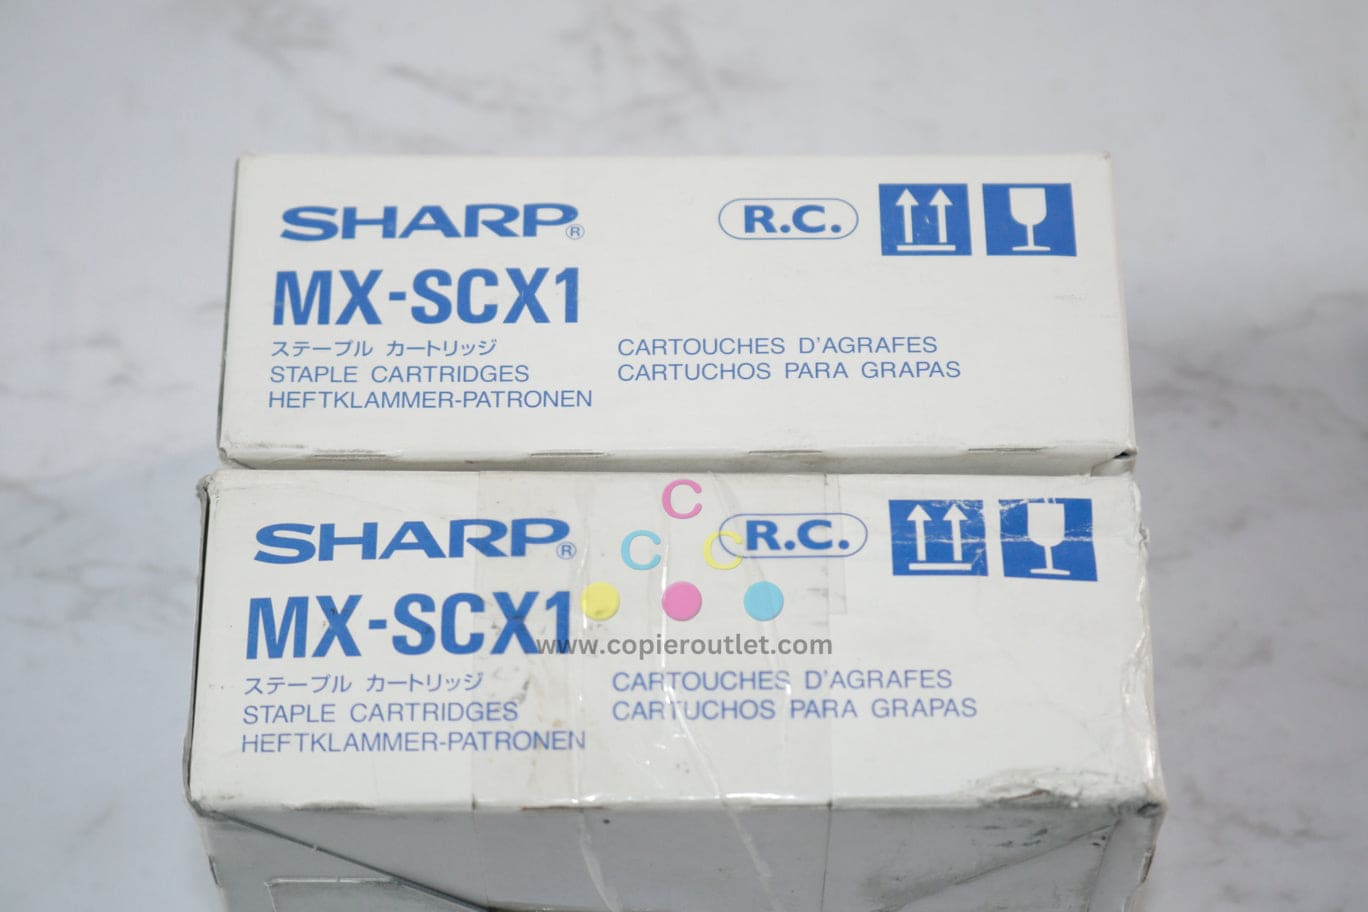 SHARP®
R.C.
MX-SCX1
ステープル カートリッジ
STAPLE CARTRIDGES
HEFTKLAMMER-PATRONEN
CARTOUCHES D'AGRAFES
CARTUCHOS PARA GRAPAS
C
C C
SHARP®
R.C.
MX-SCX1
www.copieroutlet.com
ステープル カートリッジ
STAPLE CARTRIDGES
HEFTKLAMMER-PATRONEN
CARTOUCHES D'AGRAFES
CARTUCHOS PARA GRAPAS